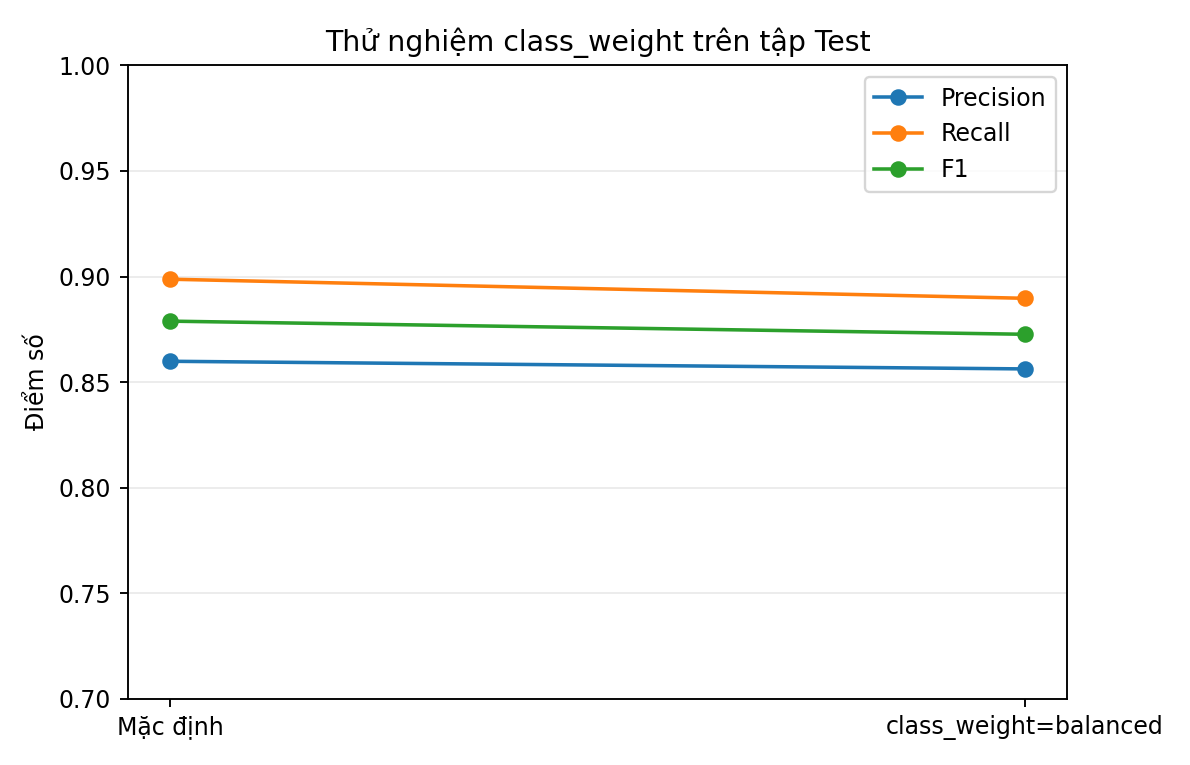 Thử nghiệm class_weight trên tập Test
1.00
0.95
0.90
0.85
0.80
0.75
0.70
Điểm số
Precision
Recall
F1
Mặc định
class_weight=balanced